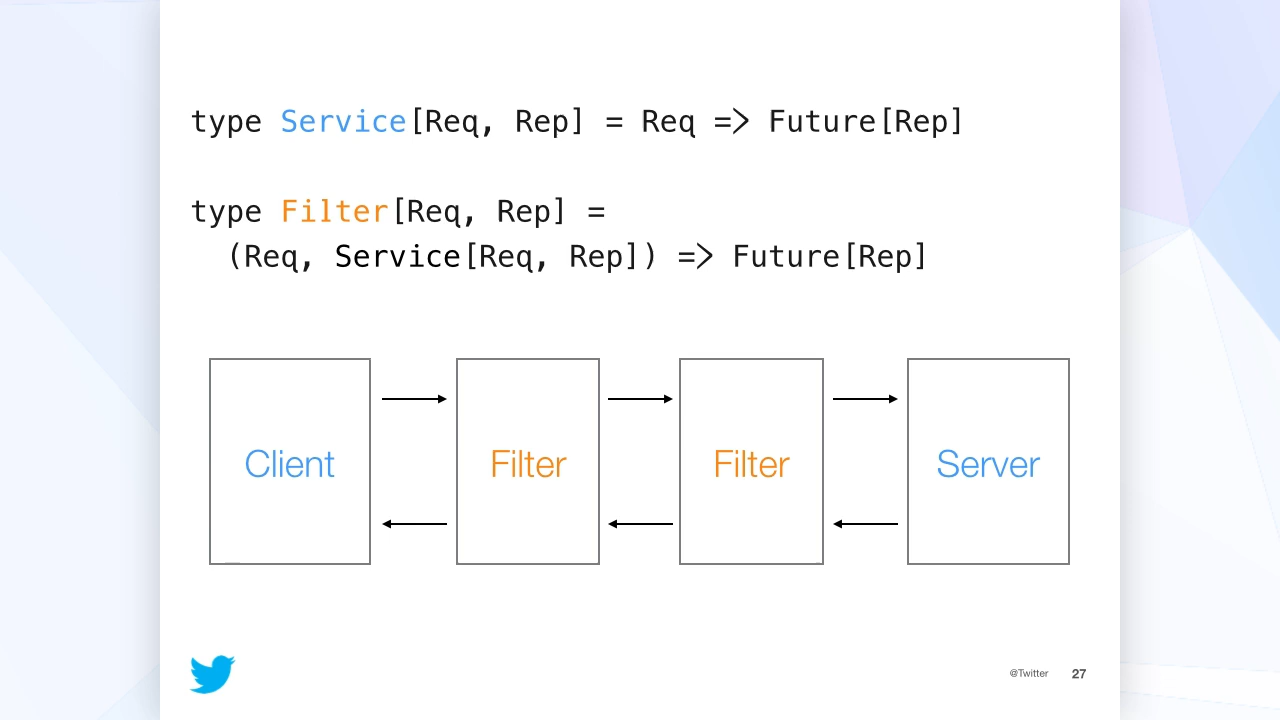 type Service[Req, Rep] = Req => Future[Rep]
type Filter[Req, Rep] =
(Req, Service[Req, Rep]) => Future[Rep]
Client
Filter
Filter
Server
@Twitter 27